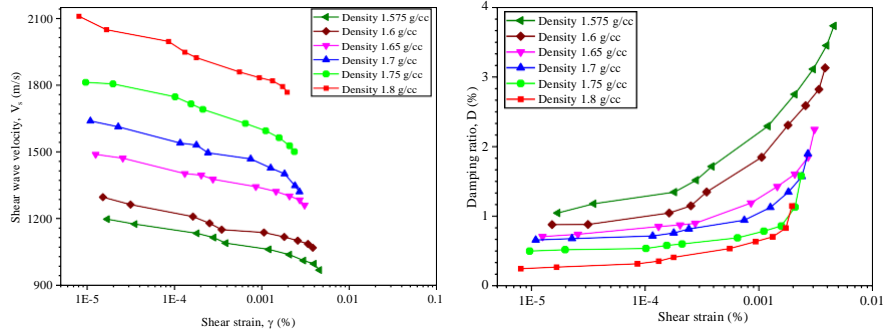 2100
1800
1500
1200
900
1E-5
1E-4
0.001
0.01
0.1
Shear wave velocity, Vs (m/s)
Shear strain, γ (%)
Density 1.575 g/cc
Density 1.6 g/cc
Density 1.65 g/cc
Density 1.7 g/cc
Density 1.75 g/cc
Density 1.8 g/cc
4
3
2
1
0
1E-5
1E-4
0.001
0.01
Damping ratio, D (%)
Shear strain (%)
Density 1.575 g/cc
Density 1.6 g/cc
Density 1.65 g/cc
Density 1.7 g/cc
Density 1.75 g/cc
Density 1.8 g/cc